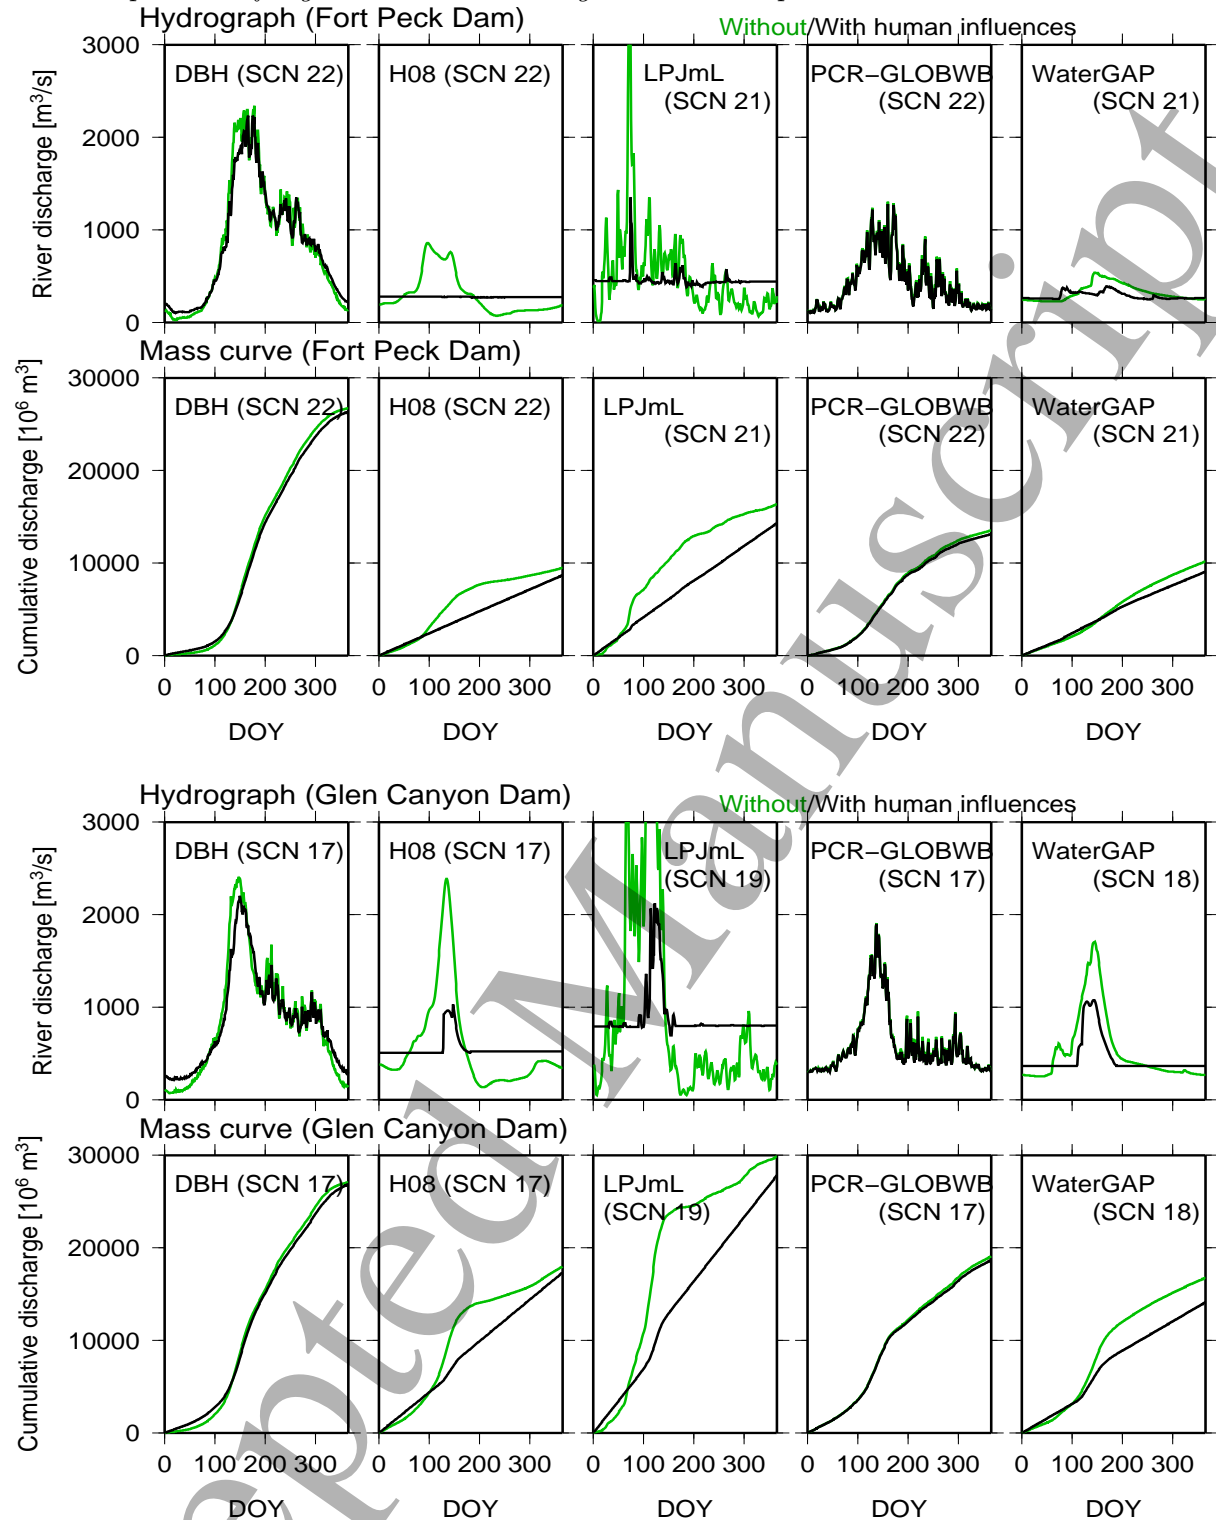 Hydrograph (Fort Peck Dam)
Without/With human influences
River discharge [m³/s]
3000
2000
1000
0
DBH (SCN 22)
H08 (SCN 22)
LPJmL
(SCN 21)
PCR−GLOBWB
(SCN 22)
WaterGAP
(SCN 21)
Mass curve (Fort Peck Dam)
Cumulative discharge [10⁶ m³]
30000
20000
10000
0
DBH (SCN 22)
H08 (SCN 22)
LPJmL
(SCN 21)
PCR−GLOBWB
(SCN 22)
WaterGAP
(SCN 21)
0 100 200 300
0 100 200 300
0 100 200 300
0 100 200 300
0 100 200 300
DOY
DOY
DOY
DOY
DOY
Hydrograph (Glen Canyon Dam)
Without/With human influences
River discharge [m³/s]
3000
2000
1000
0
DBH (SCN 17)
H08 (SCN 17)
LPJmL
(SCN 19)
PCR−GLOBWB
(SCN 17)
WaterGAP
(SCN 18)
Mass curve (Glen Canyon Dam)
Cumulative discharge [10⁶ m³]
30000
20000
10000
0
DBH (SCN 17)
H08 (SCN 17)
LPJmL
(SCN 19)
PCR−GLOBWB
(SCN 17)
WaterGAP
(SCN 18)
0 100 200 300
0 100 200 300
0 100 200 300
0 100 200 300
0 100 200 300
DOY
DOY
DOY
DOY
DOY
epted Manuscript